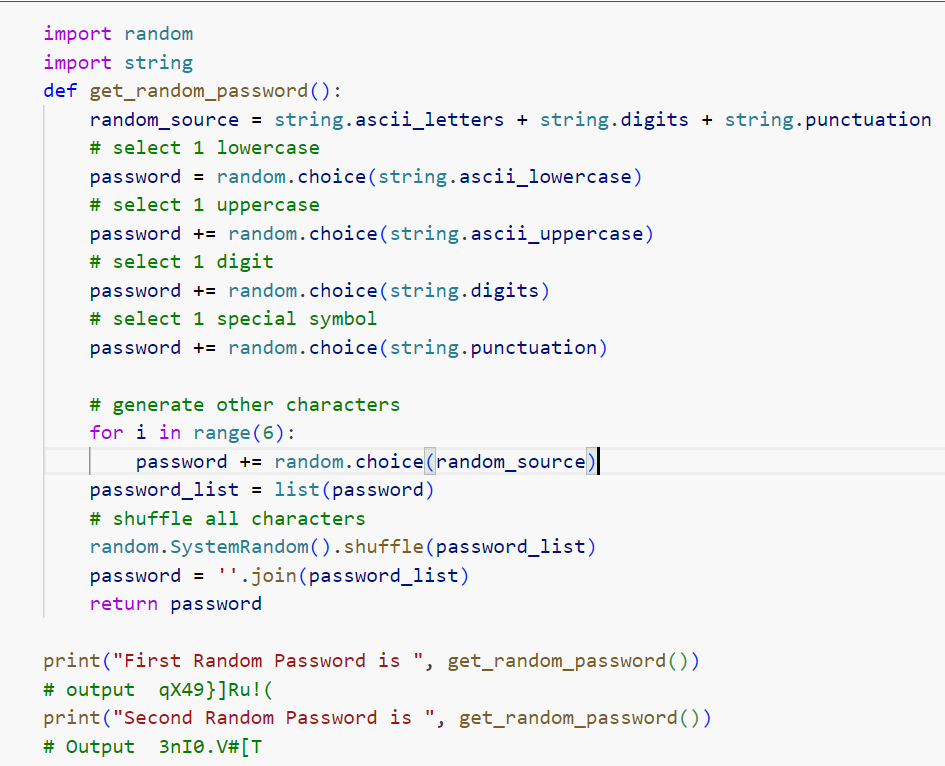 import random
import string
def get_random_password():
    random_source = string.ascii_letters + string.digits + string.punctuation
    # select 1 lowercase
    password = random.choice(string.ascii_lowercase)
    # select 1 uppercase
    password += random.choice(string.ascii_uppercase)
    # select 1 digit
    password += random.choice(string.digits)
    # select 1 special symbol
    password += random.choice(string.punctuation)

    # generate other characters
    for i in range(6):
        password += random.choice(random_source)
    password_list = list(password)
    # shuffle all characters
    random.SystemRandom().shuffle(password_list)
    password = ''.join(password_list)
    return password

print("First Random Password is ", get_random_password())
# output  qX49}]Ru!(
print("Second Random Password is ", get_random_password())
# Output  3nI0.V#[T